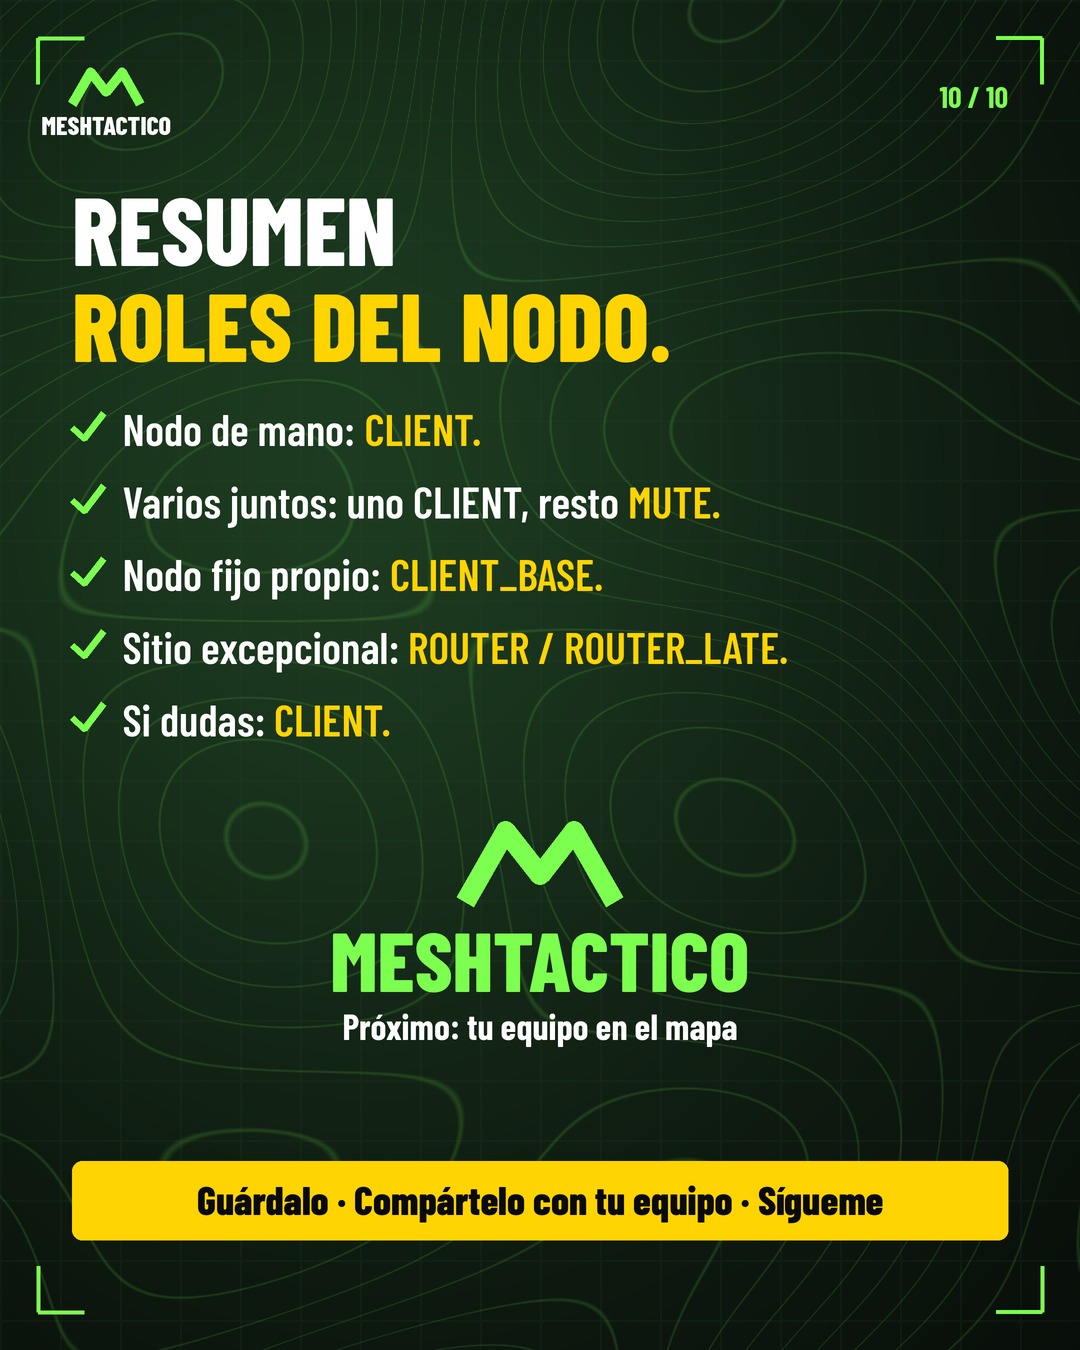 MESHTACTICO
10 / 10
RESUMEN
ROLES DEL NODO.
Nodo de mano: CLIENT.
Varios juntos: uno CLIENT, resto MUTE.
Nodo fijo propio: CLIENT_BASE.
Sitio excepcional: ROUTER / ROUTER_LATE.
Si dudas: CLIENT.
MESHTACTICO
Próximo: tu equipo en el mapa
Guárdalo · Compártelo con tu equipo · Sígueme